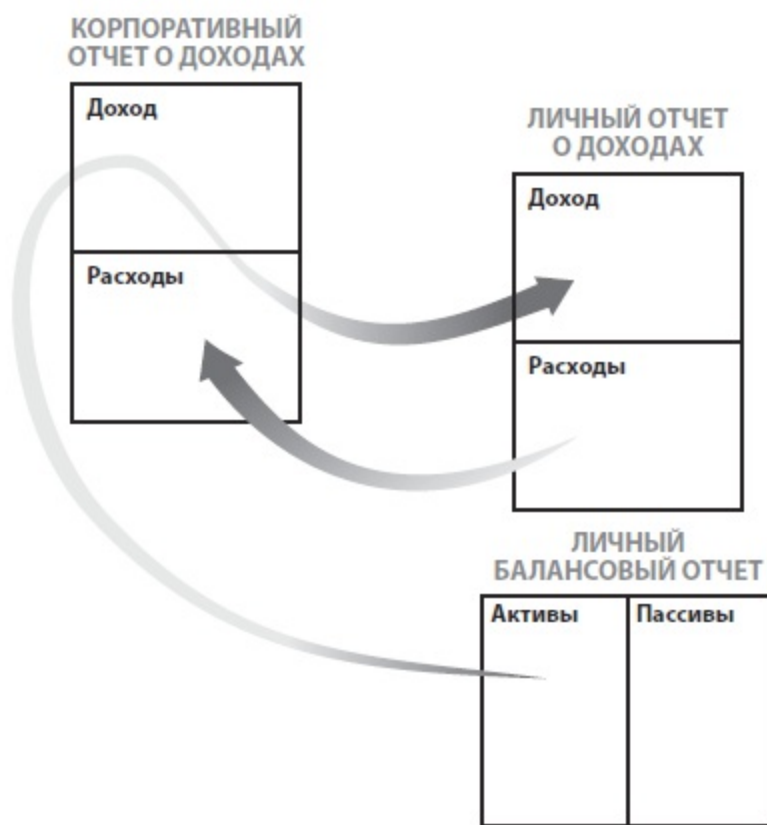 КОРПОРАТИВНЫЙ
ОТЧЕТ О ДОХОДАХ
Доход
Расходы
ЛИЧНЫЙ ОТЧЕТ
О ДОХОДАХ
Доход
Расходы
ЛИЧНЫЙ
БАЛАНСОВЫЙ ОТЧЕТ
Активы
Пассивы